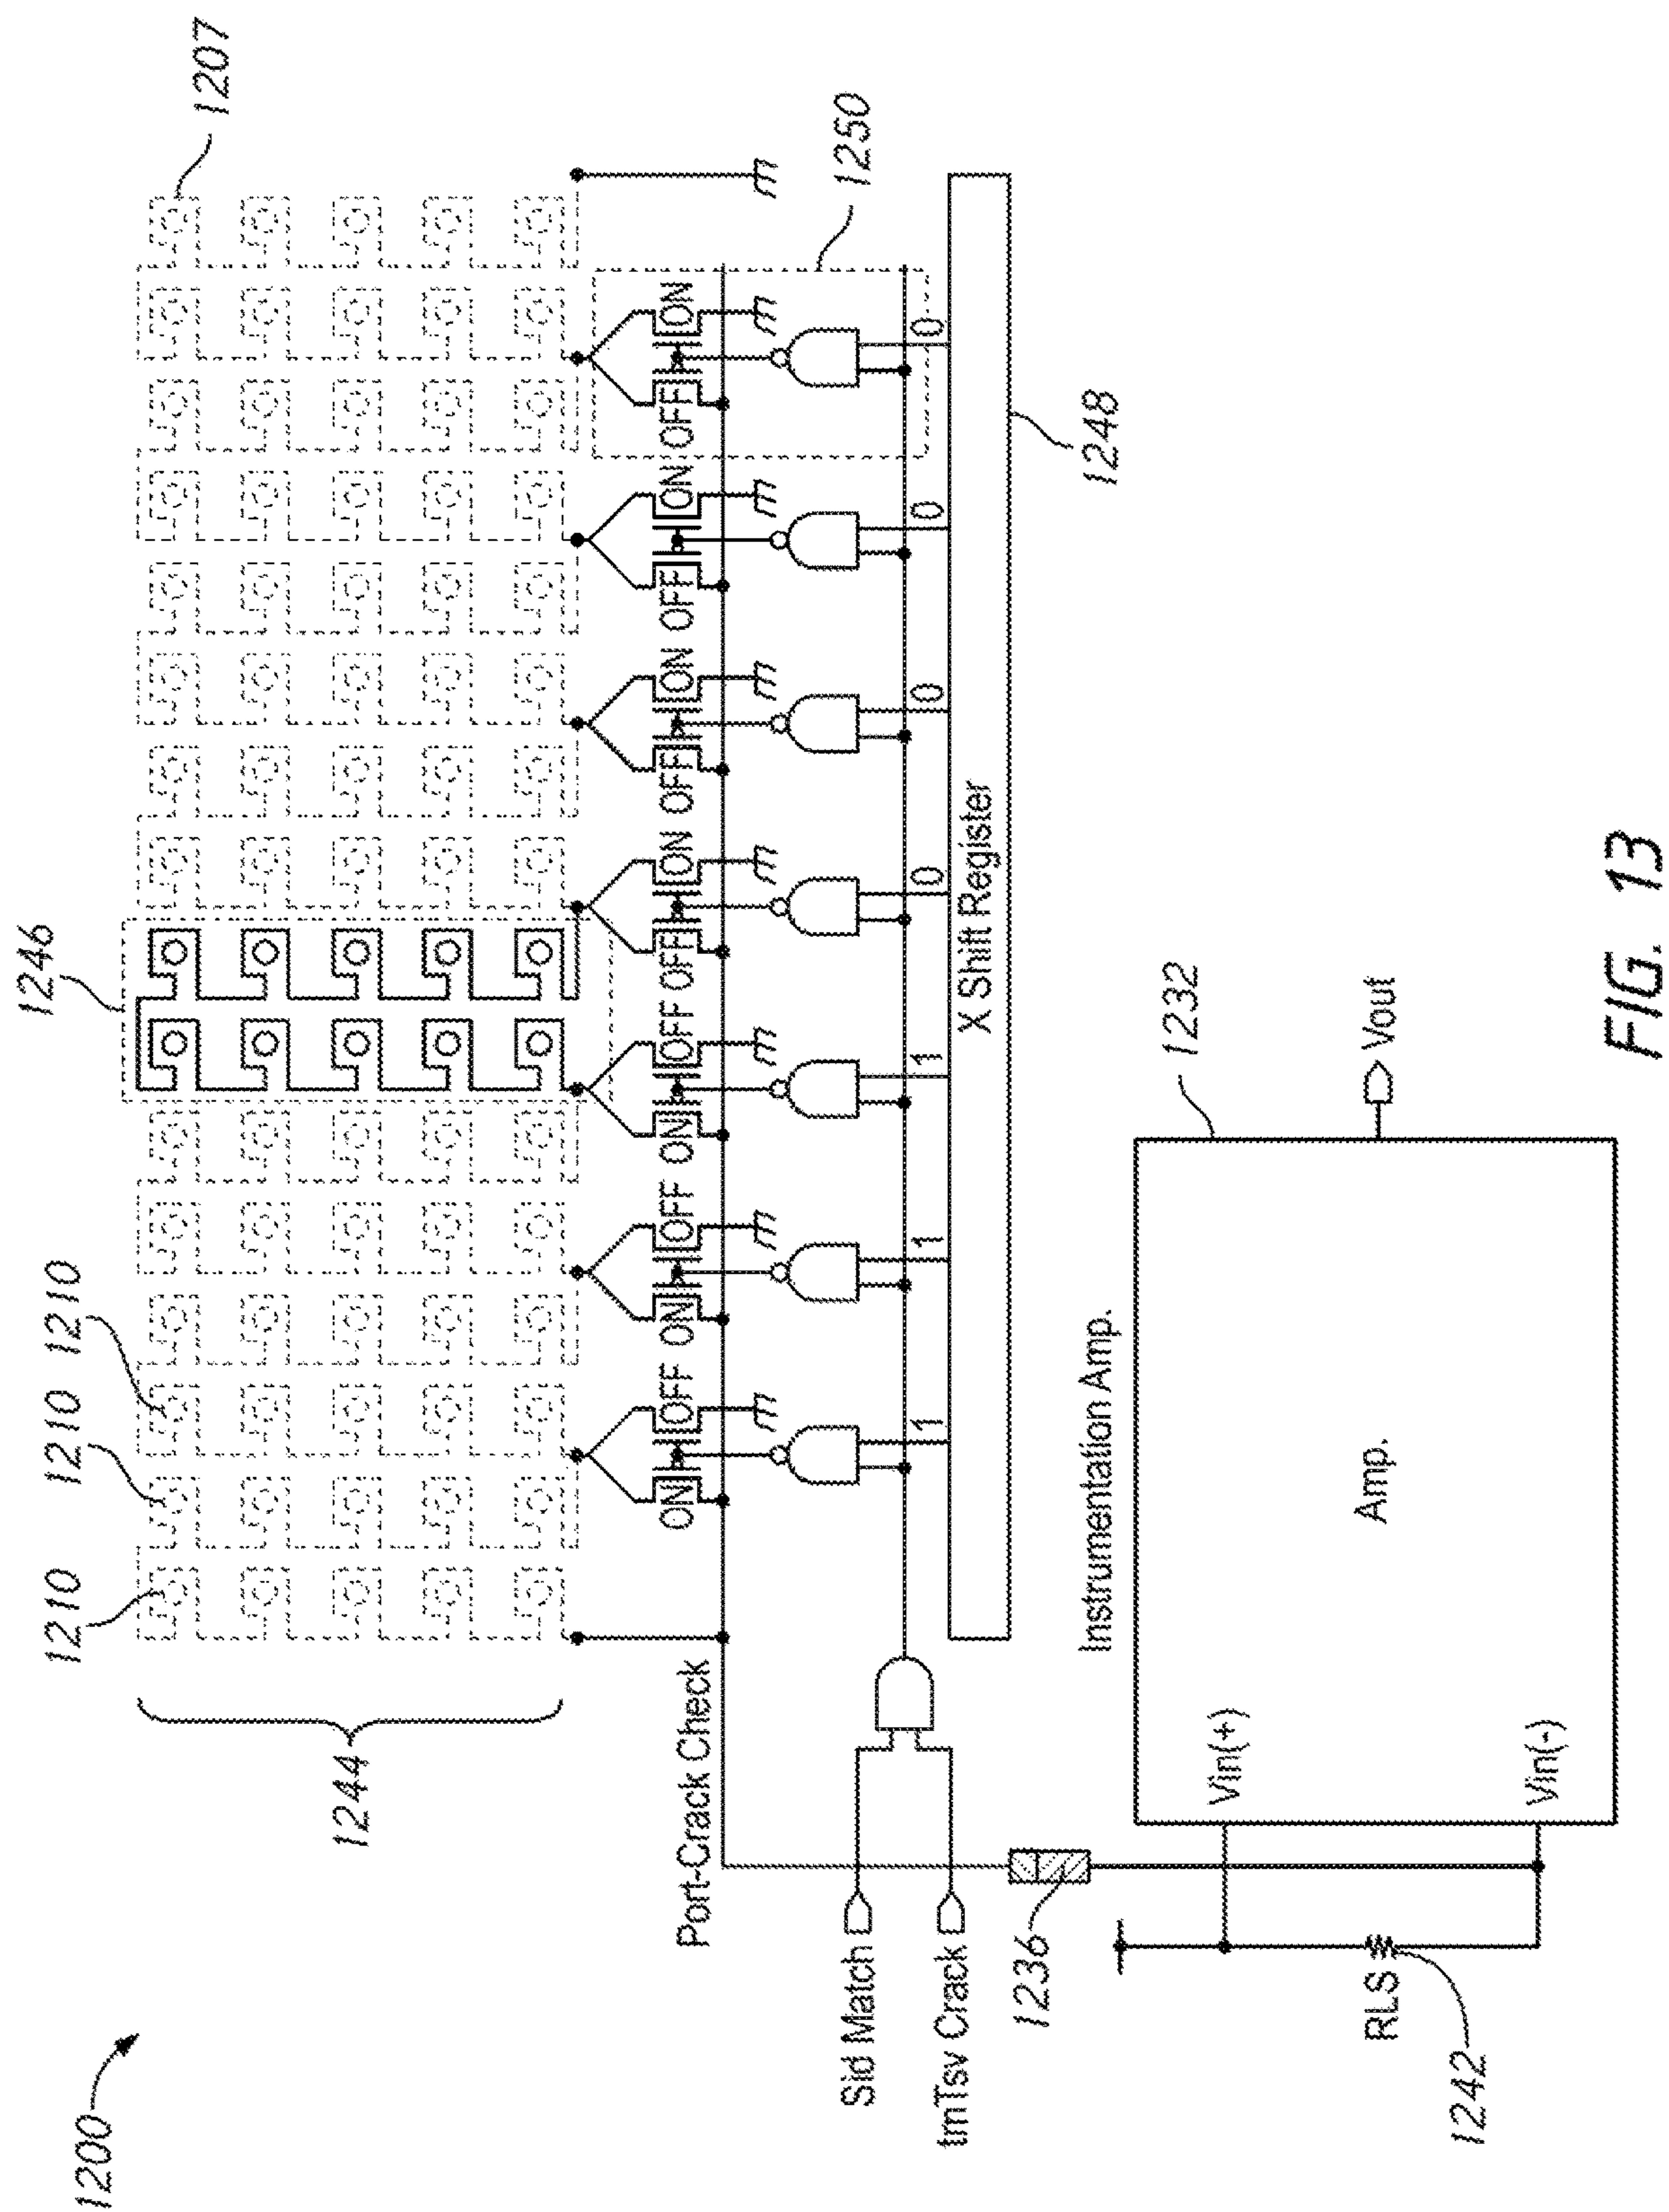 1200
1244
1210
1210
1210
1246
1207
ON OFF ON OFF ON OFF OFF ON OFF ON OFF ON OFF ON
1250
Port-Crack Check
Sid Match
tmTsv Crack
1 1 1 0 0 0 0
X Shift Register
1248
1236
Instrumentation Amp.
1232
Vin(+)
Vin(-)
Amp.
Vout
RLS
1242
FIG. 13